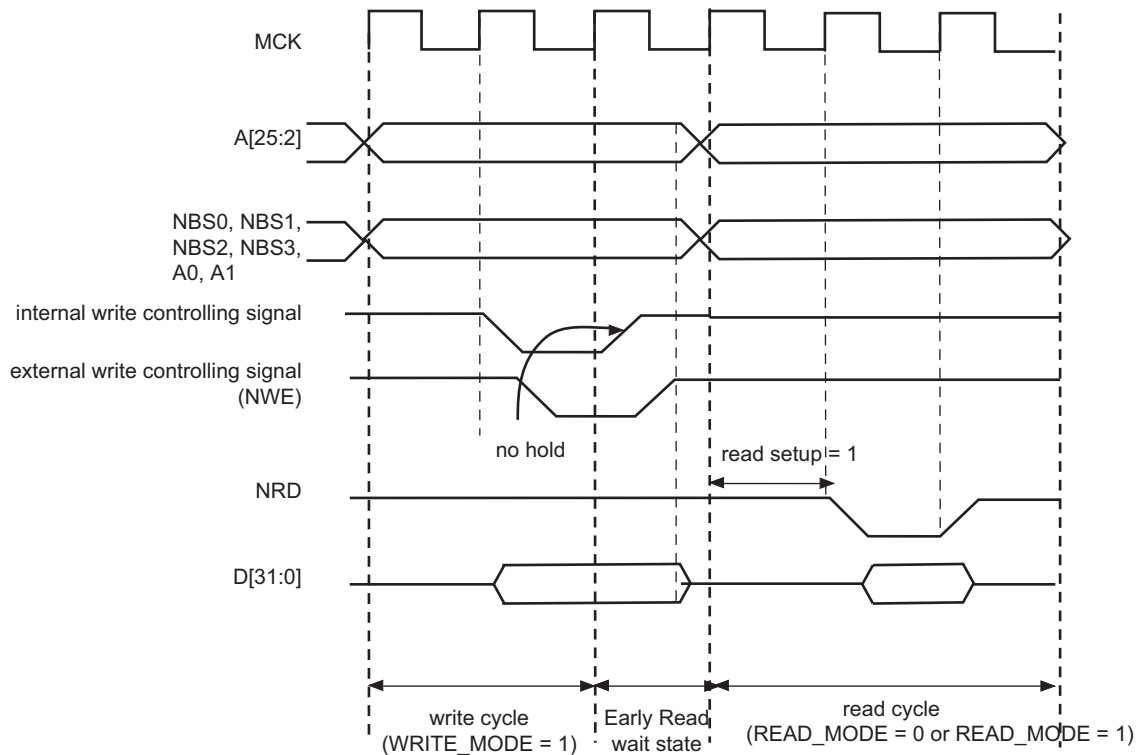 MCK
A[25:2]
NBS0, NBS1,
NBS2, NBS3,
A0, A1
internal write controlling signal
external write controlling signal
(NWE)
no hold
read setup = 1
NRD
D[31:0]
write cycle
(WRITE_MODE = 1)
Early Read
wait state
read cycle
(READ_MODE = 0 or READ_MODE = 1)